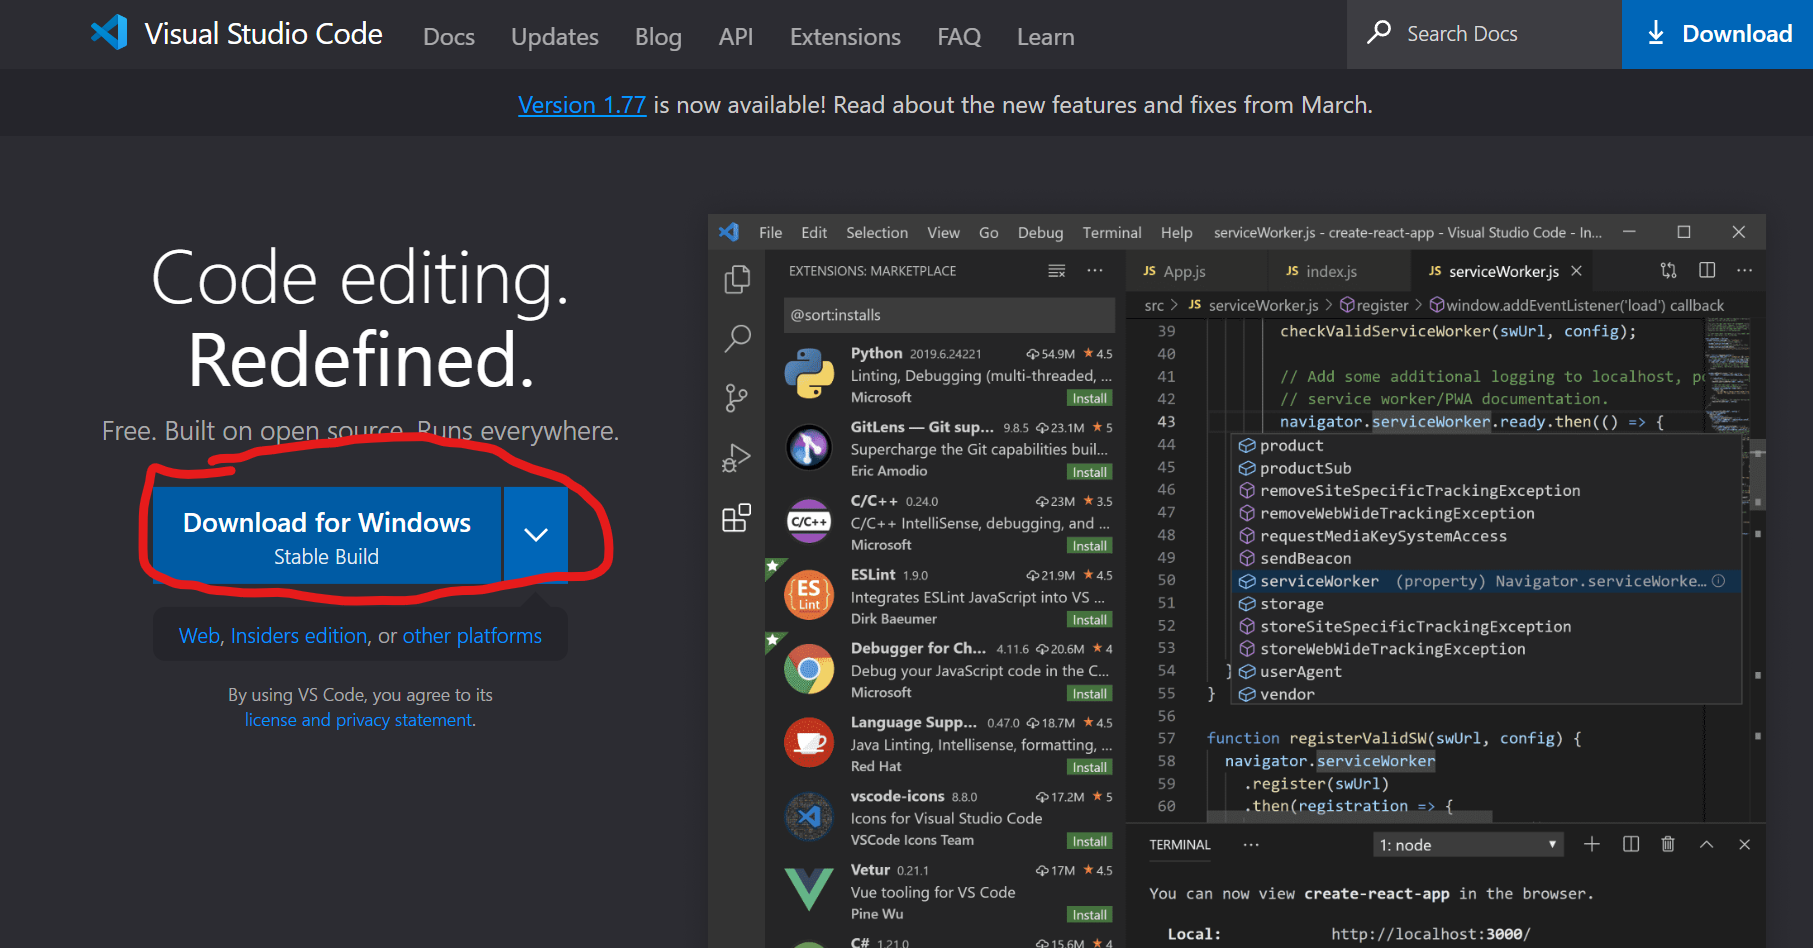 Visual Studio Code Docs Updates Blog API Extensions FAQ Learn Search Docs Download
Version 1.77 is now available! Read about the new features and fixes from March.
Code editing.
Redefined.
Free. Built on open source. Runs everywhere.
Download for Windows
Stable Build
Web, Insiders edition, or other platforms
By using VS Code, you agree to its
license and privacy statement.
File Edit Selection View Go Debug Terminal Help serviceWorker.js - create-react-app - Visual Studio Code - In...
EXTENSIONS: MARKETPLACE
@sort:installs
Python 2019.6.24221 54.9M ★ 4.5
Linting, Debugging (multi-threaded, ...
Microsoft Install
GitLens — Git sup... 9.8.5 23.1M ★ 5
Supercharge the Git capabilities buil...
Eric Amodio Install
C/C++
C/C++ 0.24.0 23M ★ 3.5
C/C++ IntelliSense, debugging, and ...
Microsoft Install
ES
Lint
ESLint 1.9.0 21.9M ★ 4.5
Integrates ESLint JavaScript into VS ...
Dirk Baeumer Install
Debugger for Ch... 4.11.6 20.6M ★ 4
Debug your JavaScript code in the C...
Microsoft Install
Language Supp... 0.47.0 18.7M ★ 4.5
Java Linting, Intellisense, formatting, ...
Red Hat Install
vscode-icons 8.8.0 17.2M ★ 5
Icons for Visual Studio Code
VSCode Icons Team Install
Vetur 0.21.1 17M ★ 4.5
Vue tooling for VS Code
Pine Wu Install
C# 1.21.0 15.6M ★ 4
JS App.js JS index.js JS serviceWorker.js
src > JS serviceWorker.js > register > window.addEventListener('load') callback
39 checkValidServiceWorker(swUrl, config);
40
41 // Add some additional logging to localhost, po
42 // service worker/PWA documentation.
43 navigator.serviceWorker.ready.then(() => {
44 product
45 productSub
46 removeSiteSpecificTrackingException
47 removeWebWideTrackingException
48 requestMediaKeySystemAccess
49 sendBeacon
50 serviceWorker (property) Navigator.serviceWorke...
51 storage
52 storeSiteSpecificTrackingException
53 storeWebWideTrackingException
54 } userAgent
55 } vendor
56
57 function registerValidSW(swUrl, config) {
58 navigator.serviceWorker
59 .register(swUrl)
60 .then(registration => {
TERMINAL ... 1: node
You can now view create-react-app in the browser.
Local: http://localhost:3000/